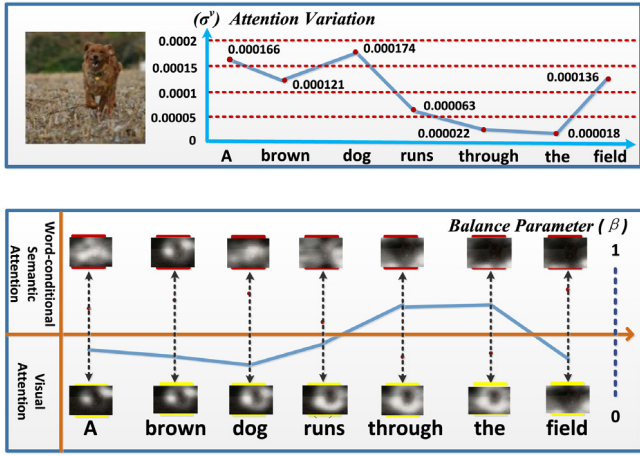 (σᵛ) Attention Variation
0.0002
0.00015
0.0001
0.00005
0
0.000166
0.000121
0.000174
0.000063
0.000022
0.000018
0.000136
A brown dog runs through the field
Balance Parameter ( β )
Word-conditional
Semantic
Attention
Visual
Attention
1
0
A brown dog runs through the field